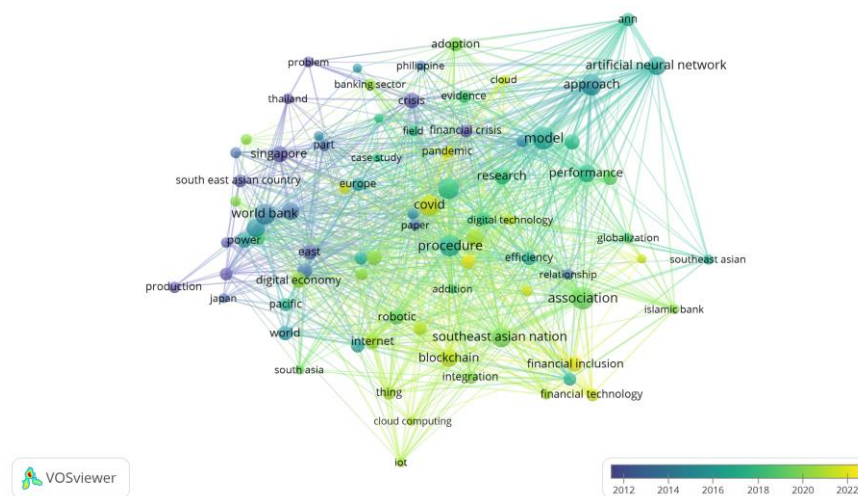 ann
adoption
problem
philippine
artificial neural network
banking sector
cloud
approach
thailand
crisis
evidence
field
financial crisis
model
part
pandemic
singapore
case study
south east asian country
europe
research
performance
covid
world bank
paper
digital technology
power
procedure
globalization
east
efficiency
southeast asian
digital economy
relationship
production
addition
japan
pacific
association
islamic bank
robotic
world
internet
southeast asian nation
blockchain
financial inclusion
south asia
integration
thing
financial technology
cloud computing
iot
VOSviewer
2012 2014 2016 2018 2020 2022